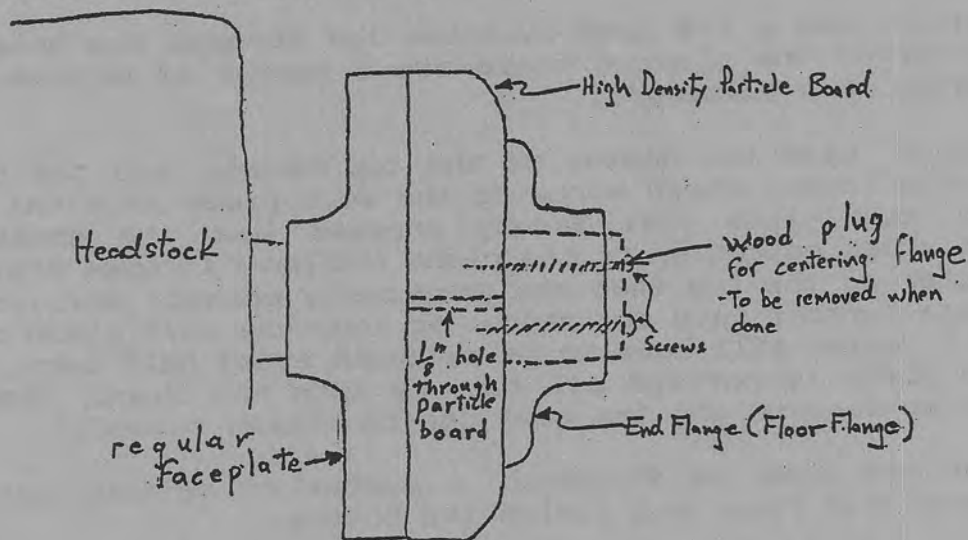 High Density Particle Board
Headstock
wood plug
for centering flange
-To be removed when
done
Screws
1/8" hole
through
particle
board
End Flange (Floor Flange)
regular
faceplate